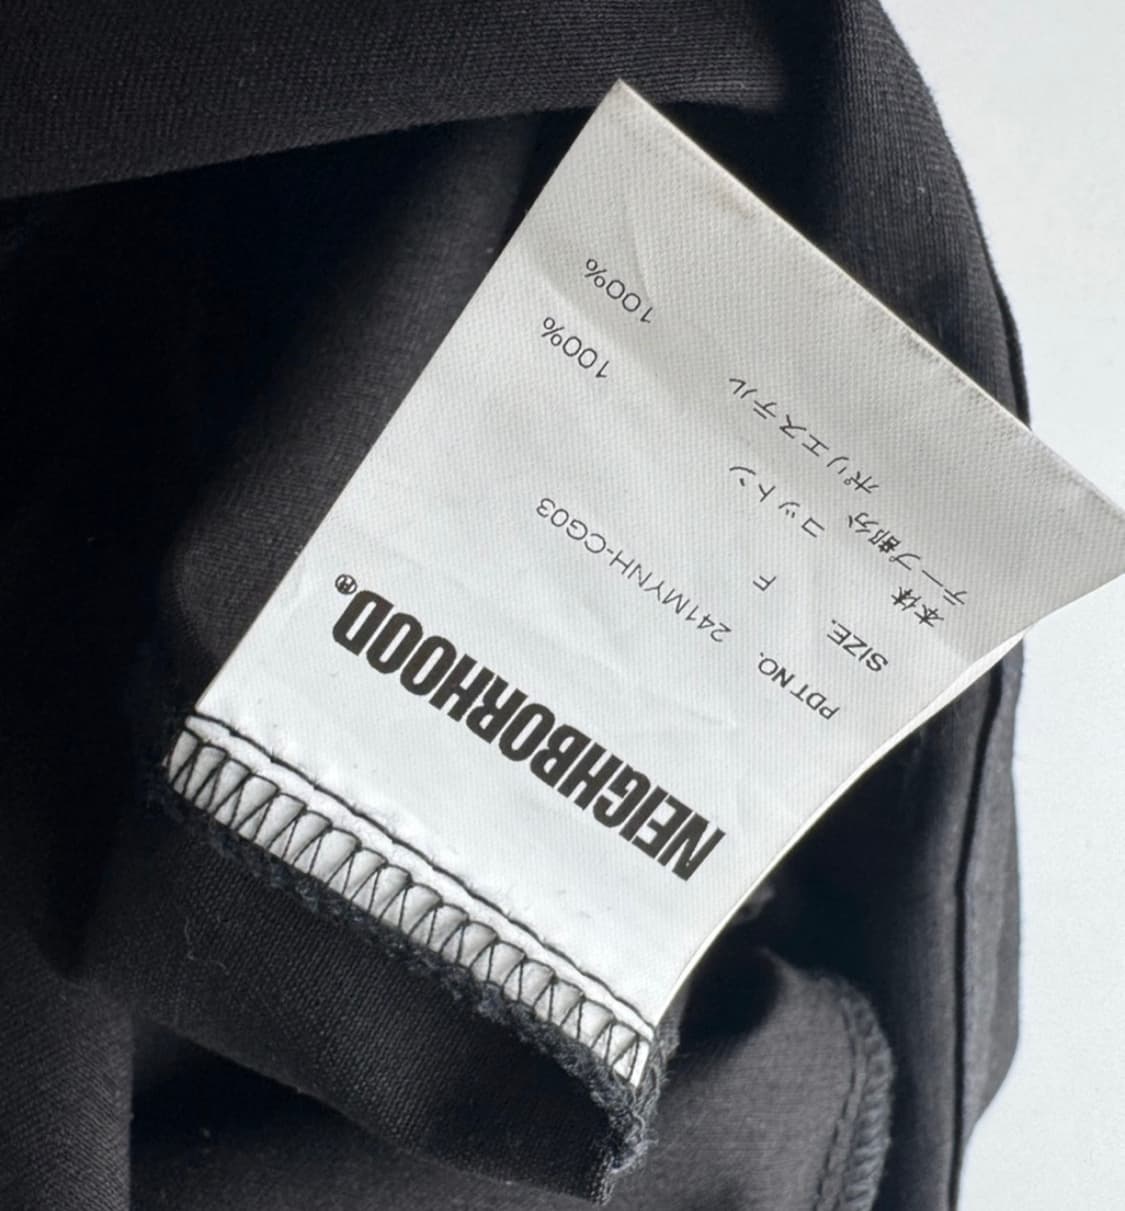 NEIGHBORHOOD®
PDT NO. 241MYNH-CG03
SIZE. F
本体 コットン 100%
テープ部分 ポリエステル 100%